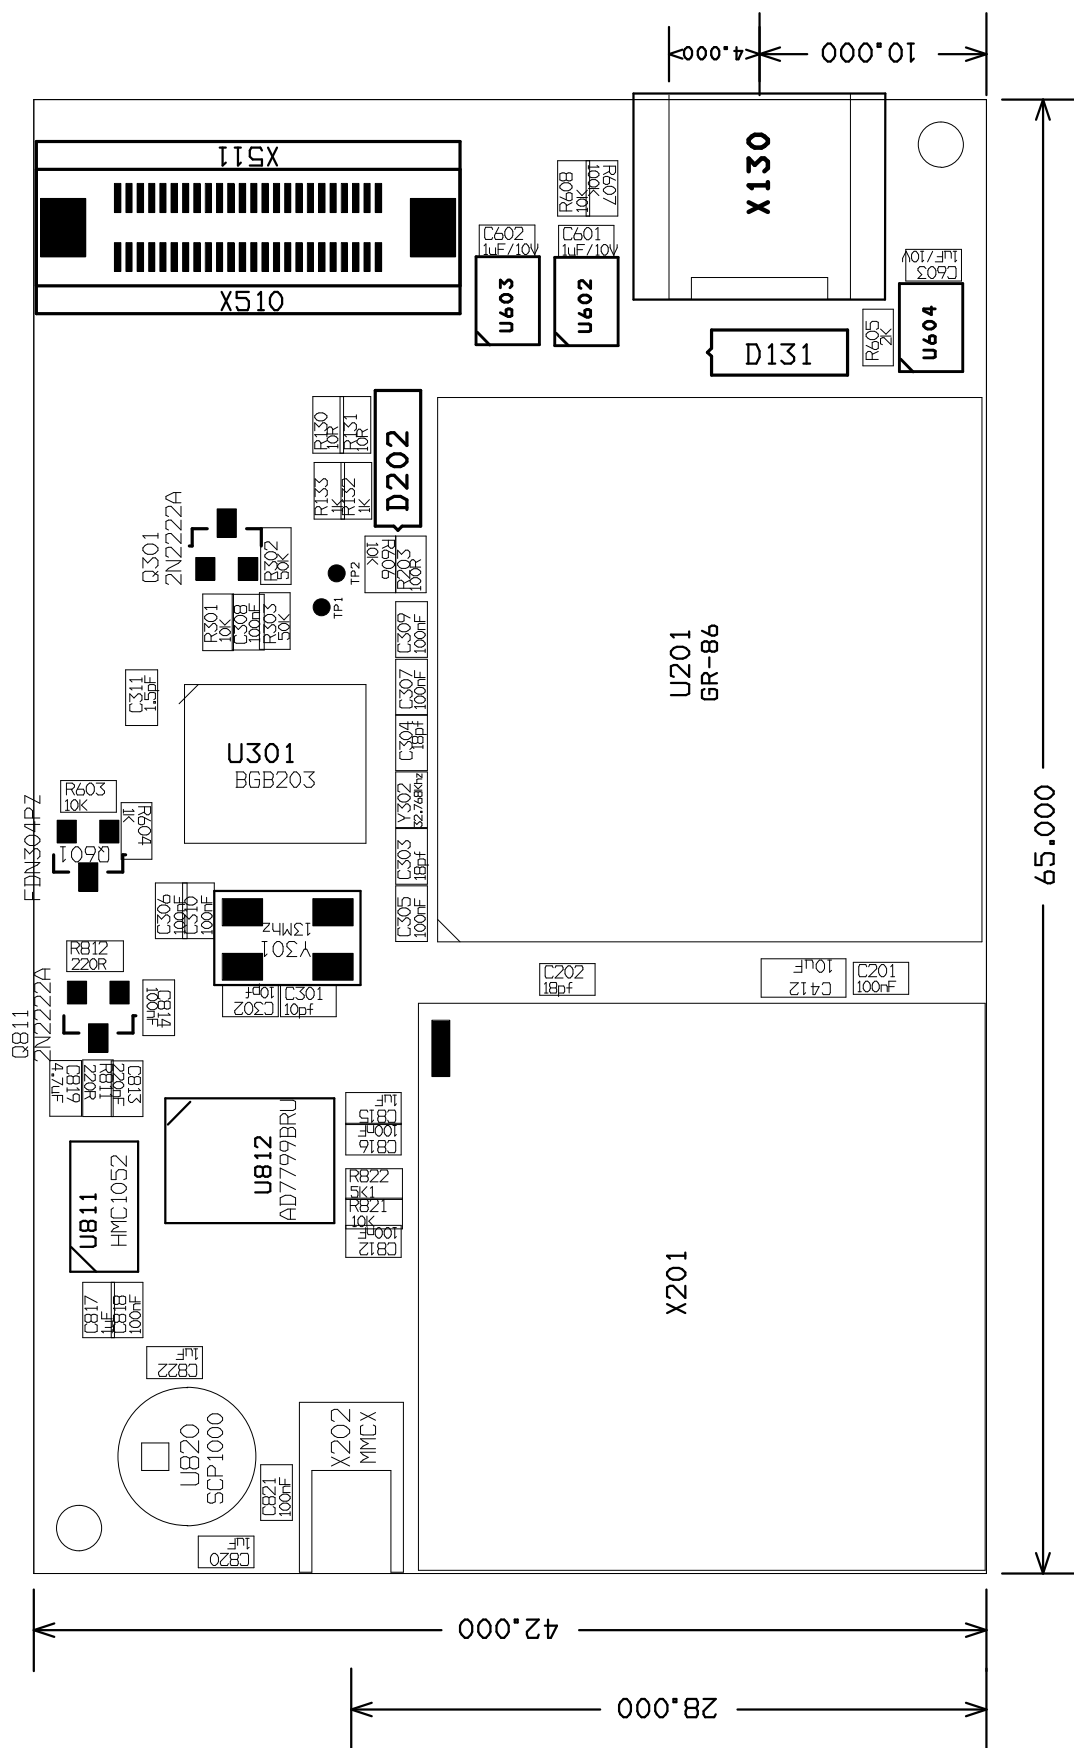 4.000
10.000
X511
X510
X130
R608
10K
R607
100K
C602
1uF/10V
C601
1uF/10V
C603
1uF/10V
U603
U602
U604
R605
2K
D131
R130
10R
R131
10R
D202
R133
1K
R132
1K
Q301
2N2222A
R302
50K
TP2
TP1
R606
10K
R203
100R
R301
10K
C308
100nF
R303
50K
C309
100nF
U201
GR-86
C311
1.5pF
C307
100nF
U301
BGB203
C304
18pf
R603
10K
R604
1K
Y302
32.768Khz
FDN304PZ
Q601
C303
18pf
65.000
C306
100nF
C310
100nF
Y301
13Mhz
C305
100nF
R812
220R
C202
18pf
C412
10uF
C201
100nF
Q811
2N2222A
C814
100nF
C302
10pf
C301
10pf
C819
4.7uF
R811
220R
C813
220nF
C815
1uF
C816
100nF
U812
AD7799BRU
R822
5K1
R821
10K
C812
100nF
U811
HMC1052
X201
C817
1uF
C818
100nF
C822
1uF
U820
SCP1000
X202
MMCX
C821
100nF
C820
1uF
42.000
28.000